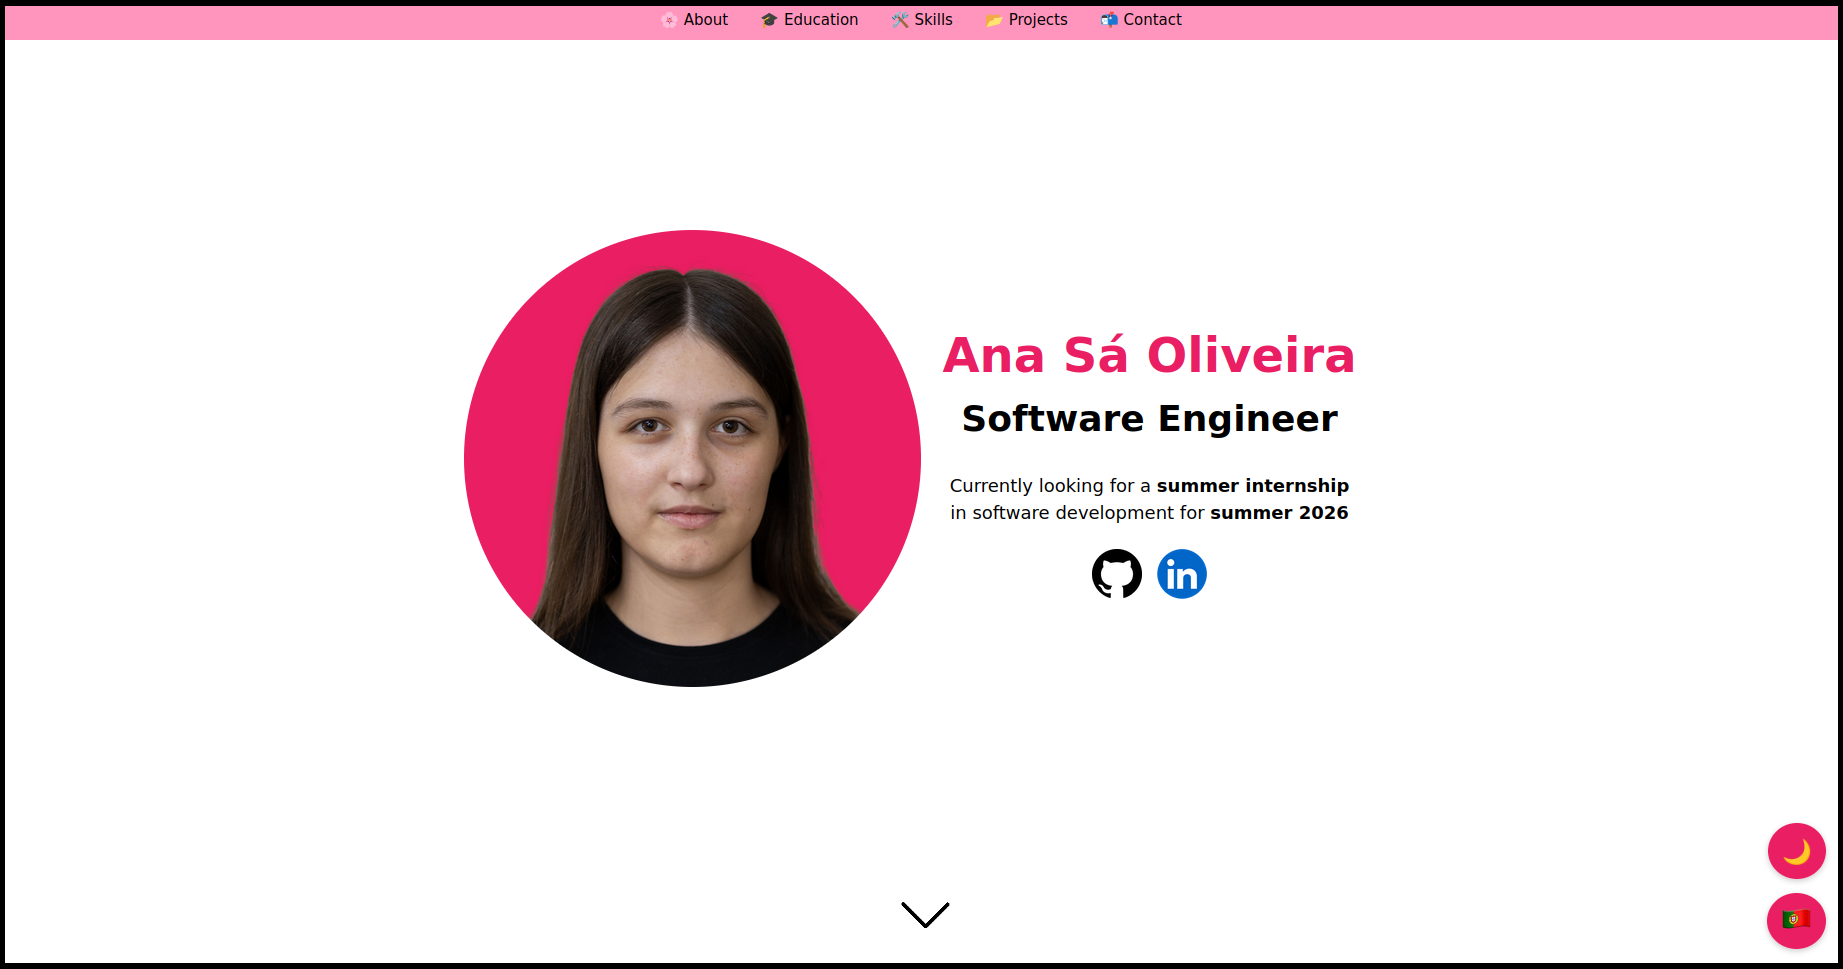 🌸 About 🎓 Education 🛠️ Skills 📂 Projects 📬 Contact
Ana Sá Oliveira
Software Engineer
Currently looking for a summer internship
in software development for summer 2026
in